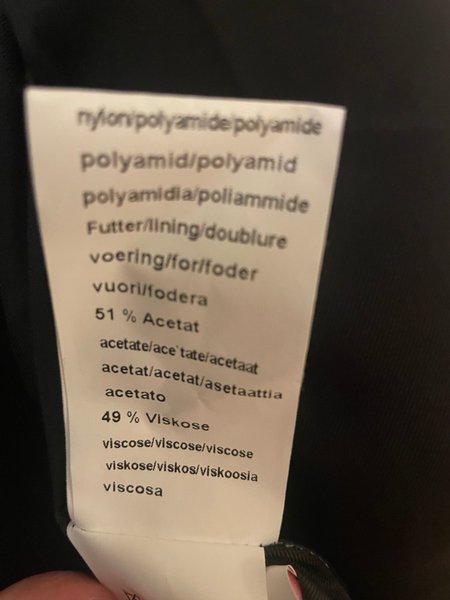 nylon/polyamide/polyamide
polyamid/polyamid
polyamidia/poliammide
Futter/lining/doublure
voering/for/foder
vuori/fodera
51 % Acetat
acetate/ace`tate/acetaat
acetat/acetat/asetaattia
acetato
49 % Viskose
viscose/viscose/viscose
viskose/viskos/viskoosia
viscosa